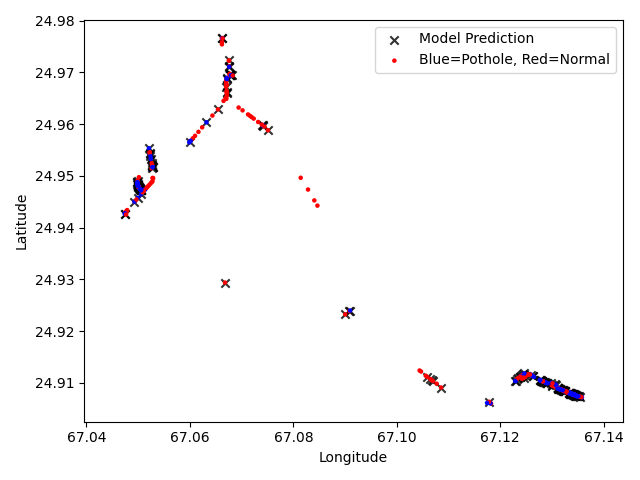 24.98
24.97
24.96
24.95
24.94
24.93
24.92
24.91
Latitude
Model Prediction
Blue=Pothole, Red=Normal
67.04 67.06 67.08 67.10 67.12 67.14
Longitude